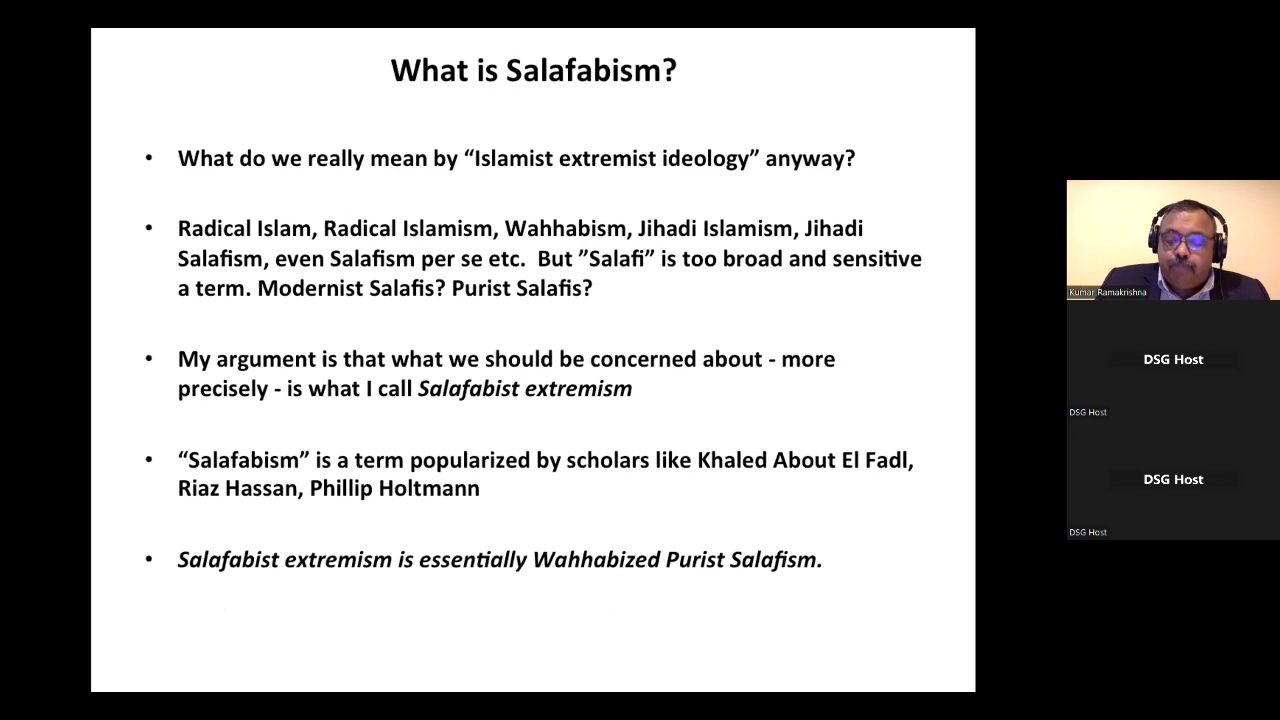 What is Salafabism?
• What do we really mean by “Islamist extremist ideology” anyway?
• Radical Islam, Radical Islamism, Wahhabism, Jihadi Islamism, Jihadi
Salafism, even Salafism per se etc.  But ”Salafi” is too broad and sensitive
a term. Modernist Salafis? Purist Salafis?
• My argument is that what we should be concerned about - more
precisely - is what I call Salafabist extremism
• “Salafabism” is a term popularized by scholars like Khaled About El Fadl,
Riaz Hassan, Phillip Holtmann
• Salafabist extremism is essentially Wahhabized Purist Salafism.
Kumar Ramakrishna
DSG Host
DSG Host
DSG Host
DSG Host